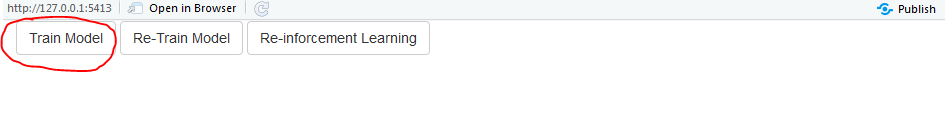 http://127.0.0.1:5413 Open in Browser Publish
Train Model Re-Train Model Re-inforcement Learning